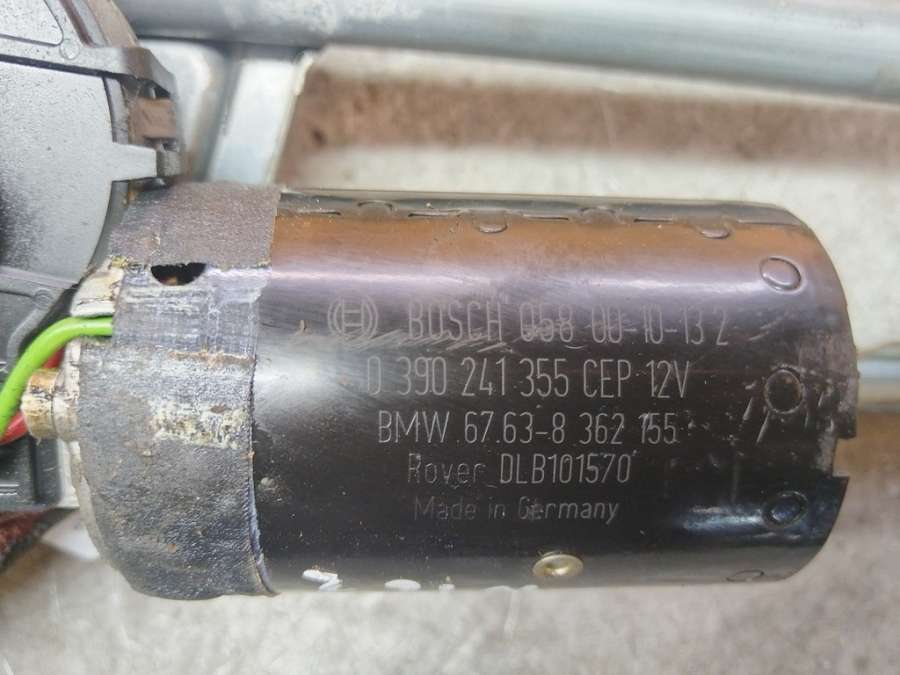 BOSCH 058 00-10-13 2
0 390 241 355 CEP 12V
BMW 67.63-8 362 155
Rover DLB101570
Made in Germany